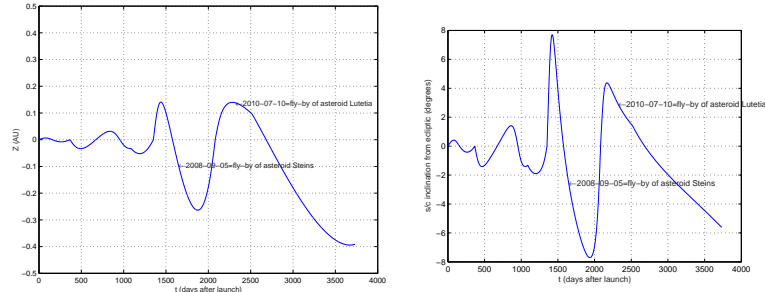 0.5
0.4
0.3
0.2
0.1
0
−0.1
−0.2
−0.3
−0.4
−0.5
Z (AU)
←2010−07−10=fly−by of asteroid Lutetia
←2008−09−05=fly−by of asteroid Steins
0 500 1000 1500 2000 2500 3000 3500 4000
t (days after launch)
8
6
4
2
0
−2
−4
−6
−8
s/c inclination from ecliptic (degrees)
←2010−07−10=fly−by of asteroid Lutetia
←2008−09−05=fly−by of asteroid Steins
0 500 1000 1500 2000 2500 3000 3500 4000
t (days after launch)